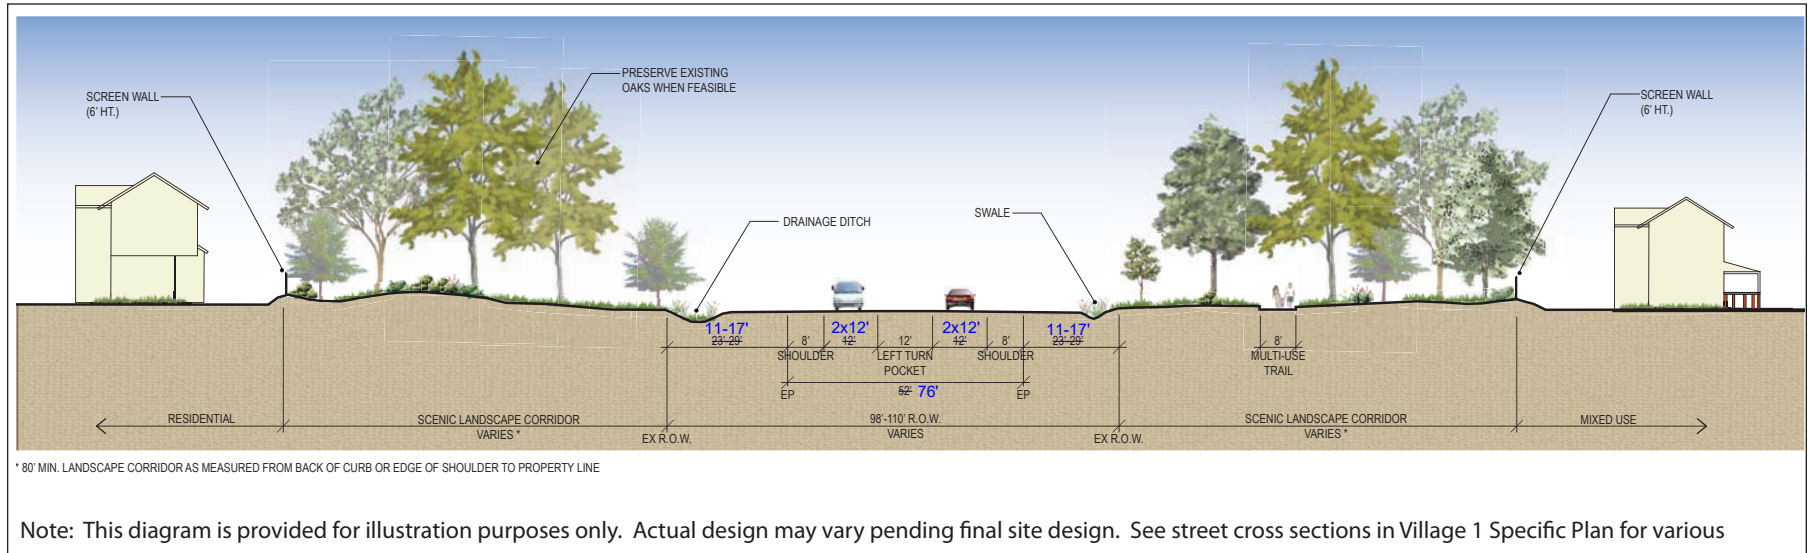 PRESERVE EXISTING
OAKS WHEN FEASIBLE
SCREEN WALL
(6' HT.)
SCREEN WALL
(6' HT.)
DRAINAGE DITCH
SWALE
11-17'
2x12'
2x12'
11-17'
23'-29'
8'
12'
12'
12'
8'
23'-29'
8'
SHOULDER
LEFT TURN
POCKET
SHOULDER
MULTI-USE
TRAIL
EP
52' 76'
EP
RESIDENTIAL
SCENIC LANDSCAPE CORRIDOR
VARIES *
EX R.O.W.
98'-110' R.O.W.
VARIES
EX R.O.W.
SCENIC LANDSCAPE CORRIDOR
VARIES *
MIXED USE
* 80' MIN. LANDSCAPE CORRIDOR AS MEASURED FROM BACK OF CURB OR EDGE OF SHOULDER TO PROPERTY LINE
Note: This diagram is provided for illustration purposes only. Actual design may vary pending final site design. See street cross sections in Village 1 Specific Plan for various